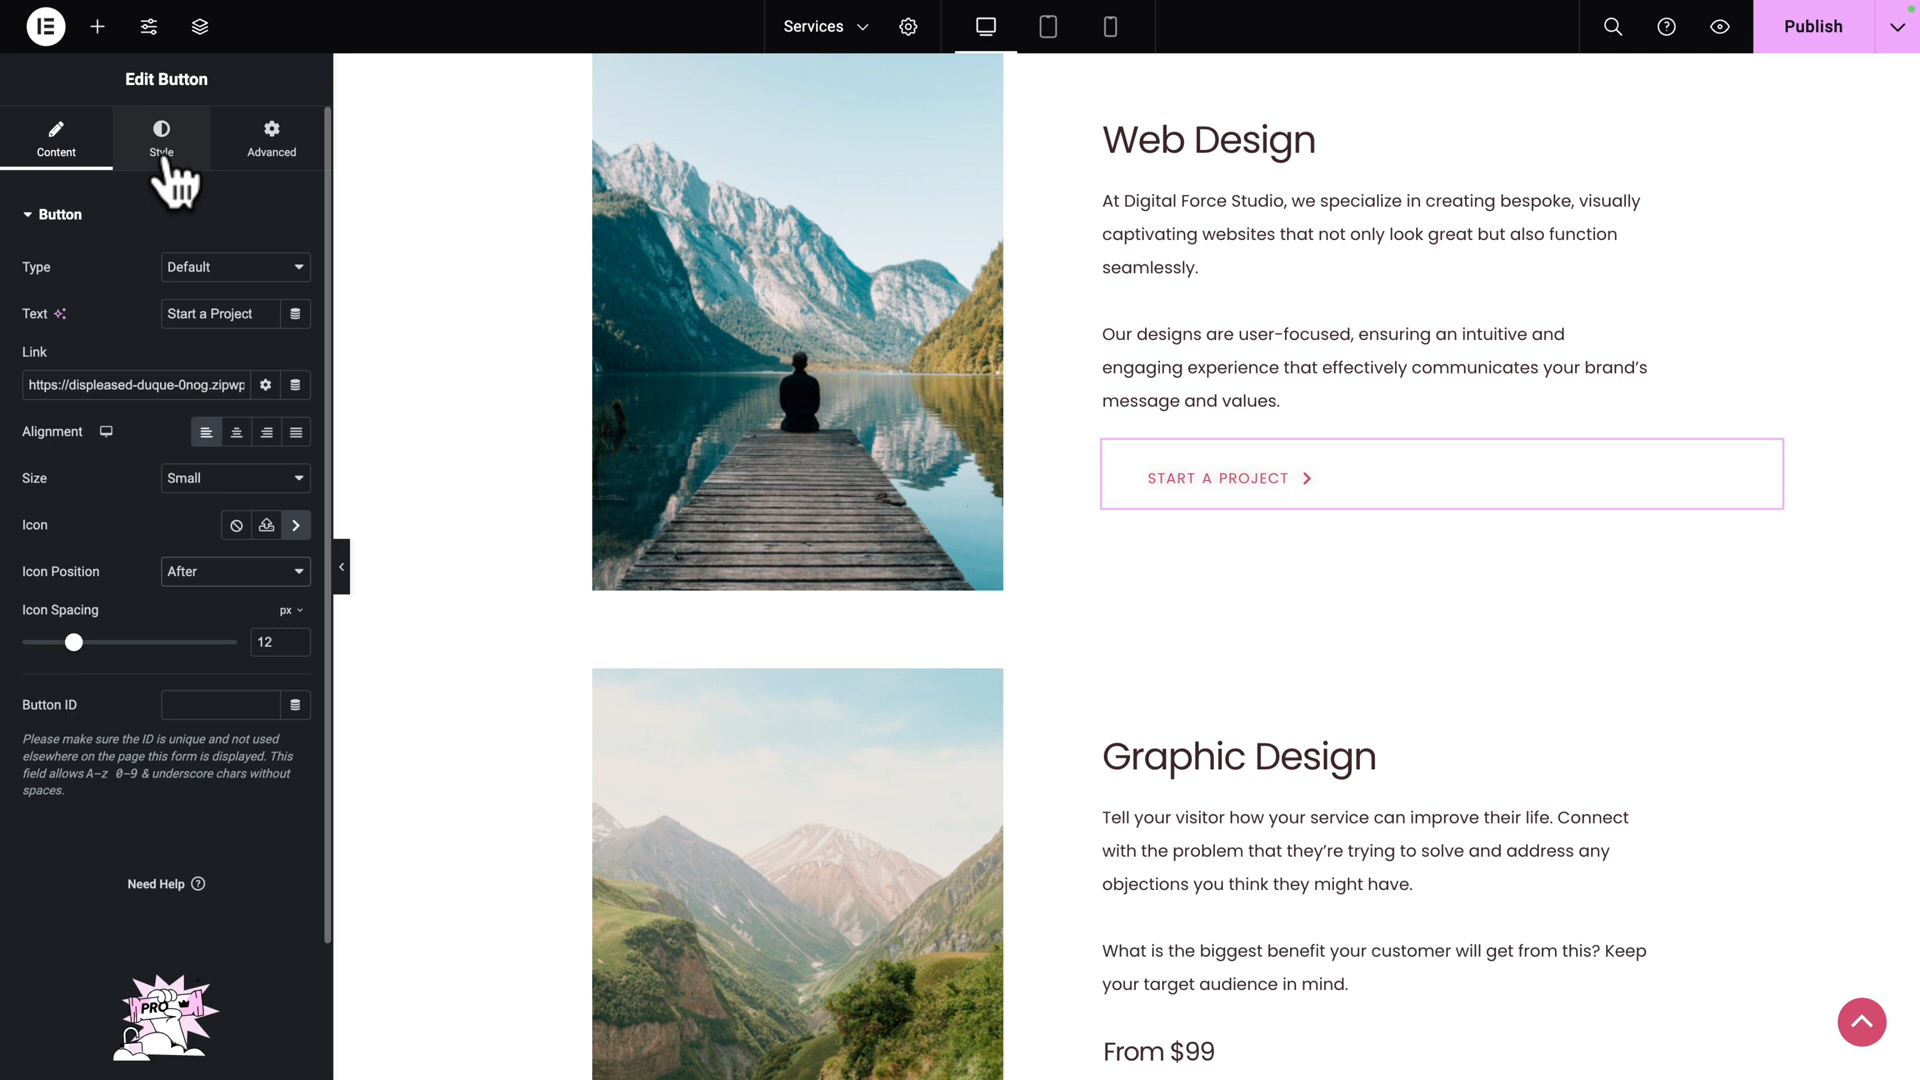 Services
Publish
Edit Button
Content
Style
Advanced
Button
Type
Default
Text
Start a Project
Link
https://displeased-duque-0nog.zipwp
Alignment
Size
Small
Icon
Icon Position
After
Icon Spacing
px
12
Button ID
Please make sure the ID is unique and not used
elsewhere on the page this form is displayed. This
field allows A–z 0–9 & underscore chars without
spaces.
Need Help
PRO
Web Design
At Digital Force Studio, we specialize in creating bespoke, visually
captivating websites that not only look great but also function
seamlessly.
Our designs are user-focused, ensuring an intuitive and
engaging experience that effectively communicates your brand’s
message and values.
START A PROJECT
Graphic Design
Tell your visitor how your service can improve their life. Connect
with the problem that they’re trying to solve and address any
objections you think they might have.
What is the biggest benefit your customer will get from this? Keep
your target audience in mind.
From $99